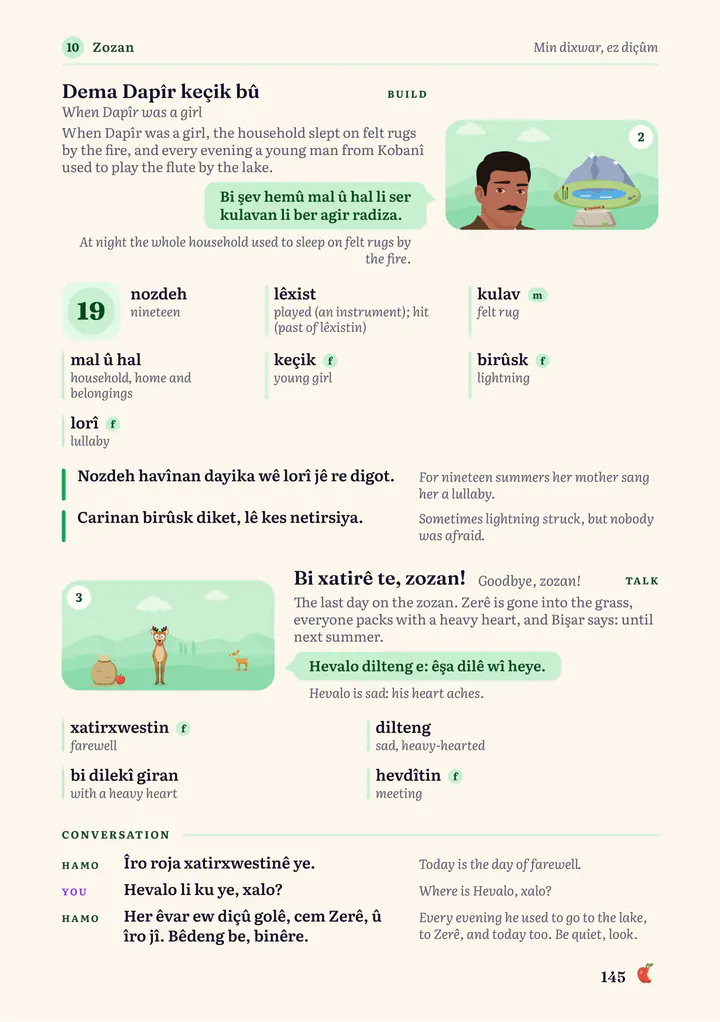 10 Zozan
Min dixwar, ez diçûm
Dema Dapîr keçik bû
BUILD
When Dapîr was a girl
When Dapîr was a girl, the household slept on felt rugs
by the fire, and every evening a young man from Kobanî
used to play the flute by the lake.
2
Bi şev hemû mal û hal li ser
kulavan li ber agir radiza.
At night the whole household used to sleep on felt rugs by
the fire.
19
nozdeh
nineteen
lêxist
played (an instrument); hit
(past of lêxistin)
kulav m
felt rug
mal û hal
household, home and
belongings
keçik f
young girl
birûsk f
lightning
lorî f
lullaby
Nozdeh havînan dayika wê lorî jê re digot.
For nineteen summers her mother sang
her a lullaby.
Carinan birûsk diket, lê kes netirsiya.
Sometimes lightning struck, but nobody
was afraid.
3
Bi xatirê te, zozan! Goodbye, zozan!
TALK
The last day on the zozan. Zerê is gone into the grass,
everyone packs with a heavy heart, and Bişar says: until
next summer.
Hevalo dilteng e: êşa dilê wî heye.
Hevalo is sad: his heart aches.
xatirxwestin f
farewell
dilteng
sad, heavy-hearted
bi dilekî giran
with a heavy heart
hevdîtin f
meeting
CONVERSATION
HAMO Îro roja xatirxwestinê ye.
Today is the day of farewell.
YOU Hevalo li ku ye, xalo?
Where is Hevalo, xalo?
HAMO Her êvar ew diçû golê, cem Zerê, û
îro jî. Bêdeng be, binêre.
Every evening he used to go to the lake,
to Zerê, and today too. Be quiet, look.
145